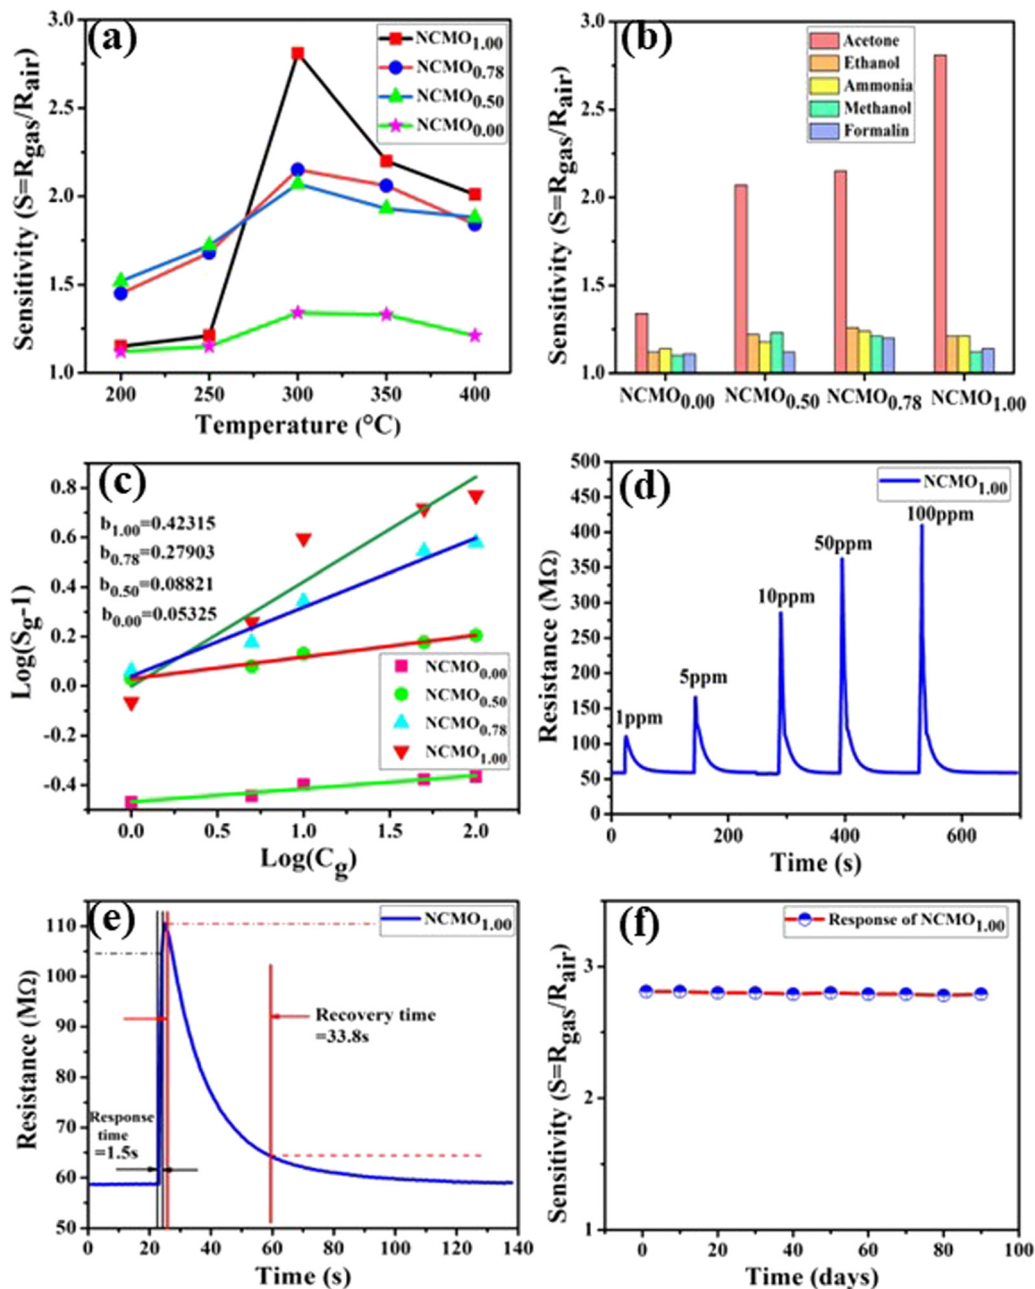 (a)
NCMO1.00
NCMO0.78
NCMO0.50
NCMO0.00
3.0
2.5
2.0
1.5
1.0
Sensitivity (S=Rgas/Rair)
200 250 300 350 400
Temperature (°C)
(b)
Acetone
Ethanol
Ammonia
Methanol
Formalin
3.0
2.5
2.0
1.5
1.0
Sensitivity (S=Rgas/Rair)
NCMO0.00 NCMO0.50 NCMO0.78 NCMO1.00
(c)
b1.00=0.42315
b0.78=0.27903
b0.50=0.08821
b0.00=0.05325
0.8
0.6
0.4
0.2
0.0
-0.2
-0.4
Log(Sg-1)
NCMO0.00
NCMO0.50
NCMO0.78
NCMO1.00
0.0 0.5 1.0 1.5 2.0
Log(Cg)
(d)
NCMO1.00
500
450
400
350
300
250
200
150
100
50
0
Resistance (MΩ)
1ppm
5ppm
10ppm
50ppm
100ppm
0 200 400 600
Time (s)
(e)
NCMO1.00
110
100
90
80
70
60
50
Resistance (MΩ)
Recovery time
=33.8s
Response
time
=1.5s
0 20 40 60 80 100 120 140
Time (s)
(f)
Response of NCMO1.00
3
2
1
Sensitivity (S=Rgas/Rair)
0 20 40 60 80 100
Time (days)